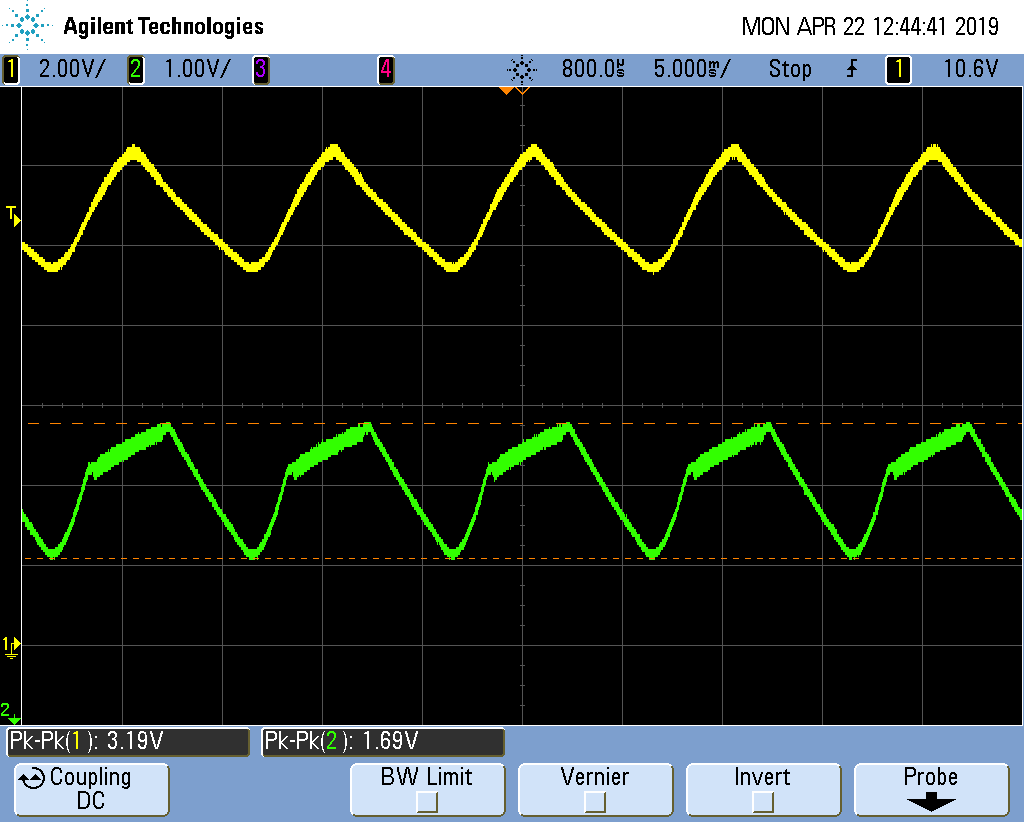 Agilent Technologies MON APR 22 12:44:41 2019
1 2.00V/ 2 1.00V/ 3 4 800.0µs 5.000ms/ Stop 1 10.6V
T
1
2
Pk-Pk(1): 3.19V Pk-Pk(2): 1.69V
Coupling BW Limit Vernier Invert Probe
DC